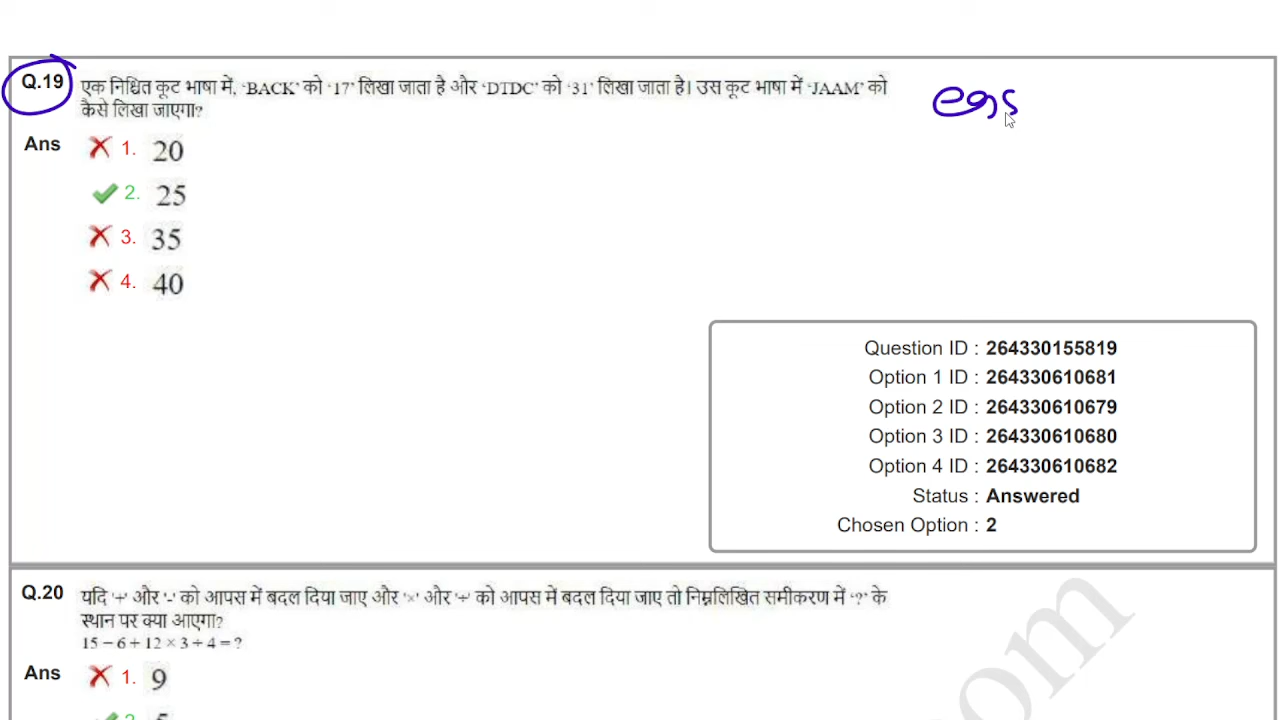 Q.19 एक निश्चित कूट भाषा में, 'BACK' को '17' लिखा जाता है और 'DTDC' को '31' लिखा जाता है। उस कूट भाषा में 'JAAM' को
कैसे लिखा जाएगा?
eas
Ans 1. 20
2. 25
3. 35
4. 40
Question ID : 264330155819
Option 1 ID : 264330610681
Option 2 ID : 264330610679
Option 3 ID : 264330610680
Option 4 ID : 264330610682
Status : Answered
Chosen Option : 2
Q.20 यदि '+' और '-' को आपस में बदल दिया जाए और '×' और '÷' को आपस में बदल दिया जाए तो निम्नलिखित समीकरण में '?' के
स्थान पर क्या आएगा?
15 − 6 + 12 × 3 ÷ 4 = ?
Ans 1. 9
om